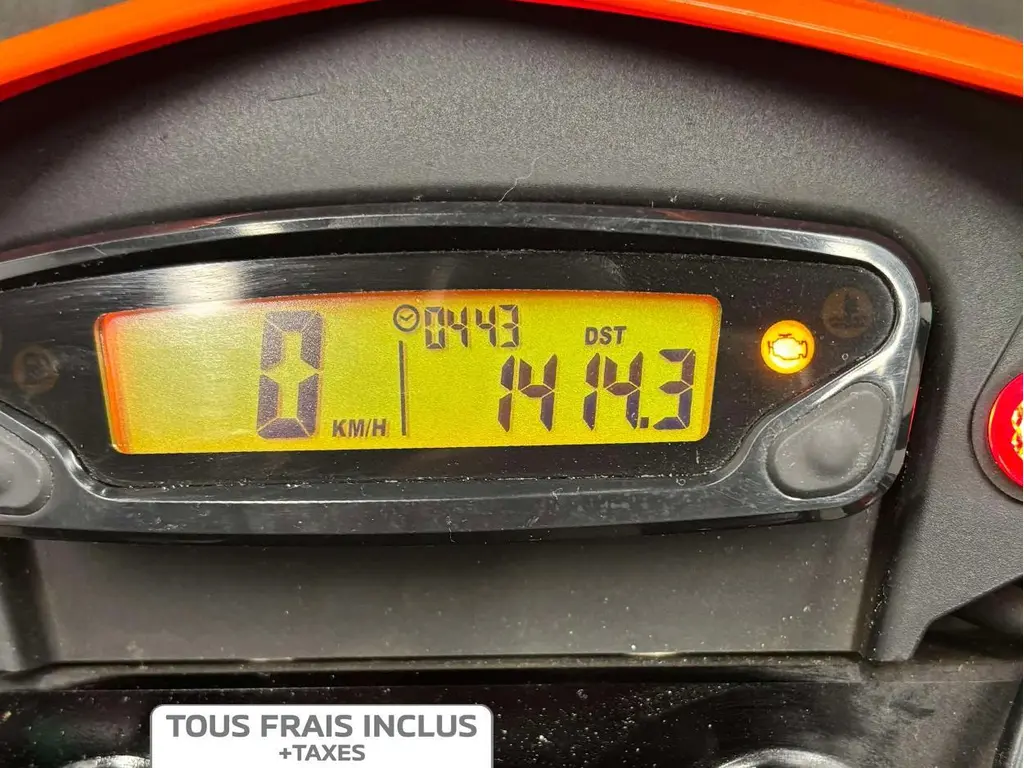 0443
DST
0 KM/H 1414.3
TOUS FRAIS INCLUS
+TAXES